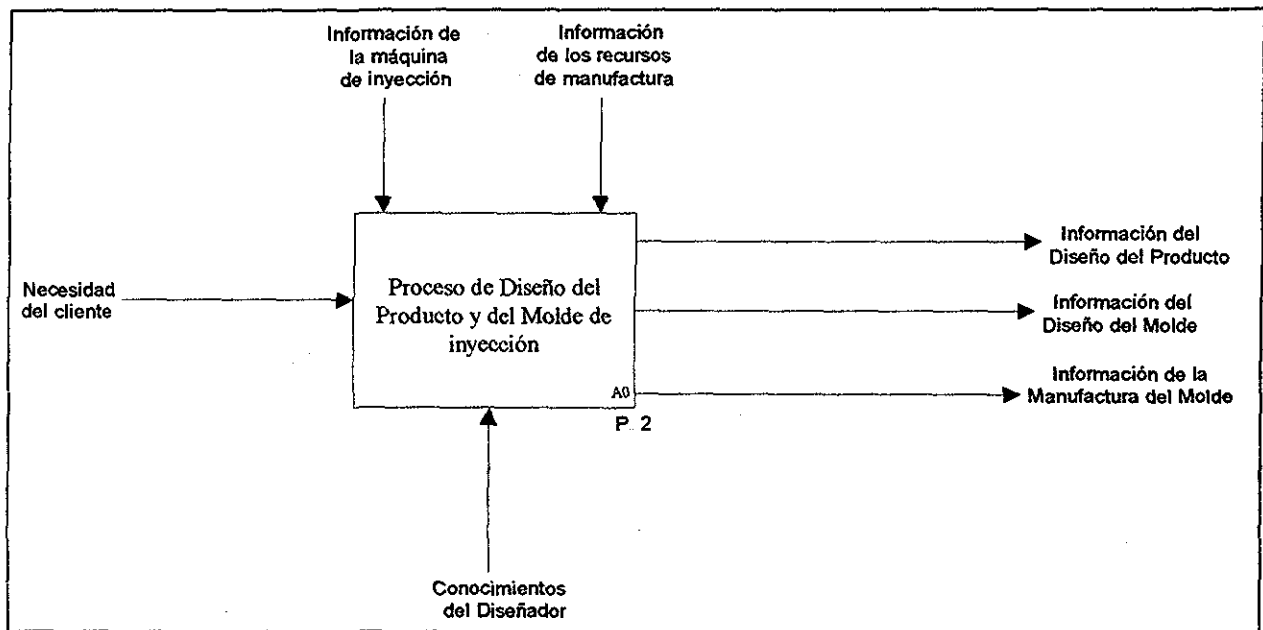 Información de
la máquina
de inyección
Información
de los recursos
de manufactura
Necesidad
del cliente
Proceso de Diseño del
Producto y del Molde de
inyección
A0
P. 2
Información del
Diseño del Producto
Información del
Diseño del Molde
Información de la
Manufactura del Molde
Conocimientos
del Diseñador